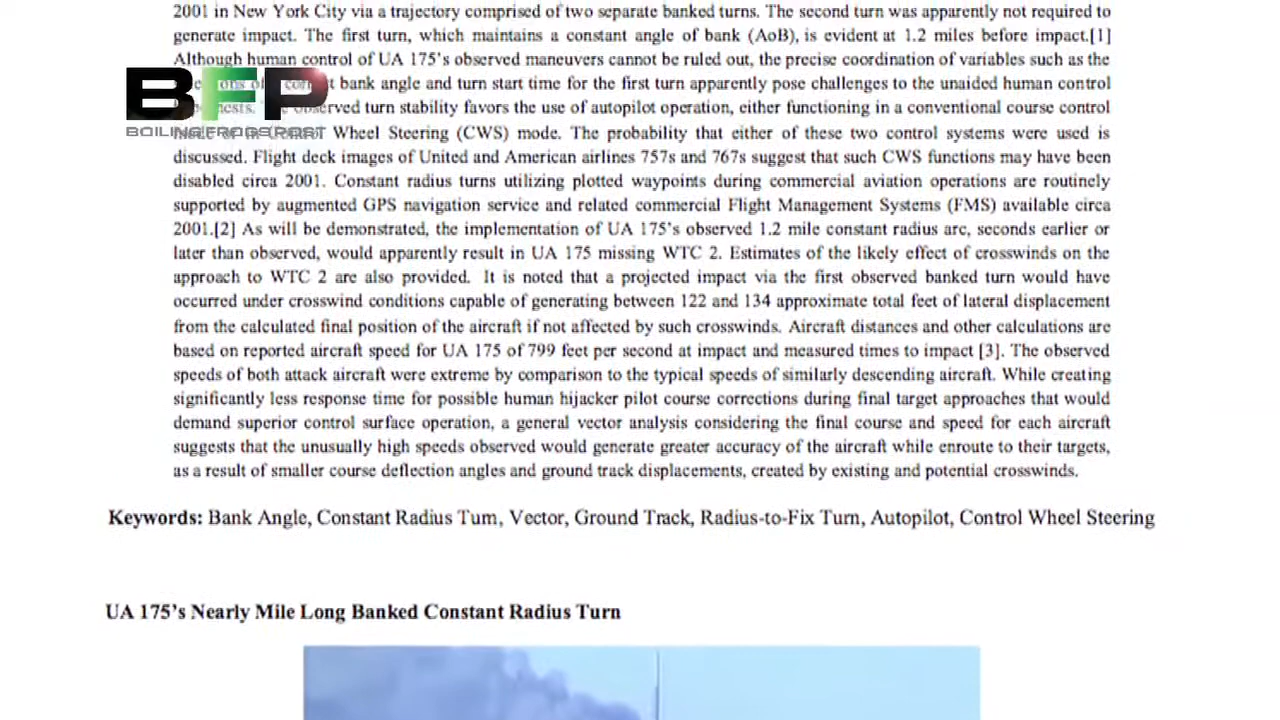 2001 in New York City via a trajectory comprised of two separate banked turns. The second turn was apparently not required to
generate impact. The first turn, which maintains a constant angle of bank (AoB), is evident at 1.2 miles before impact.[1]
Although human control of UA 175's observed maneuvers cannot be ruled out, the precise coordination of variables such as the
bank angle and turn start time for the first turn apparently pose challenges to the unaided human control
observed turn stability favors the use of autopilot operation, either functioning in a conventional course control
Wheel Steering (CWS) mode. The probability that either of these two control systems were used is
discussed. Flight deck images of United and American airlines 757s and 767s suggest that such CWS functions may have been
disabled circa 2001. Constant radius turns utilizing plotted waypoints during commercial aviation operations are routinely
supported by augmented GPS navigation service and related commercial Flight Management Systems (FMS) available circa
2001.[2] As will be demonstrated, the implementation of UA 175's observed 1.2 mile constant radius arc, seconds earlier or
later than observed, would apparently result in UA 175 missing WTC 2. Estimates of the likely effect of crosswinds on the
approach to WTC 2 are also provided. It is noted that a projected impact via the first observed banked turn would have
occurred under crosswind conditions capable of generating between 122 and 134 approximate total feet of lateral displacement
from the calculated final position of the aircraft if not affected by such crosswinds. Aircraft distances and other calculations are
based on reported aircraft speed for UA 175 of 799 feet per second at impact and measured times to impact [3]. The observed
speeds of both attack aircraft were extreme by comparison to the typical speeds of similarly descending aircraft. While creating
significantly less response time for possible human hijacker pilot course corrections during final target approaches that would
demand superior control surface operation, a general vector analysis considering the final course and speed for each aircraft
suggests that the unusually high speeds observed would generate greater accuracy of the aircraft while enroute to their targets,
as a result of smaller course deflection angles and ground track displacements, created by existing and potential crosswinds.
Keywords: Bank Angle, Constant Radius Turn, Vector, Ground Track, Radius-to-Fix Turn, Autopilot, Control Wheel Steering
UA 175's Nearly Mile Long Banked Constant Radius Turn
BFP
BOILINGFROGSPOST